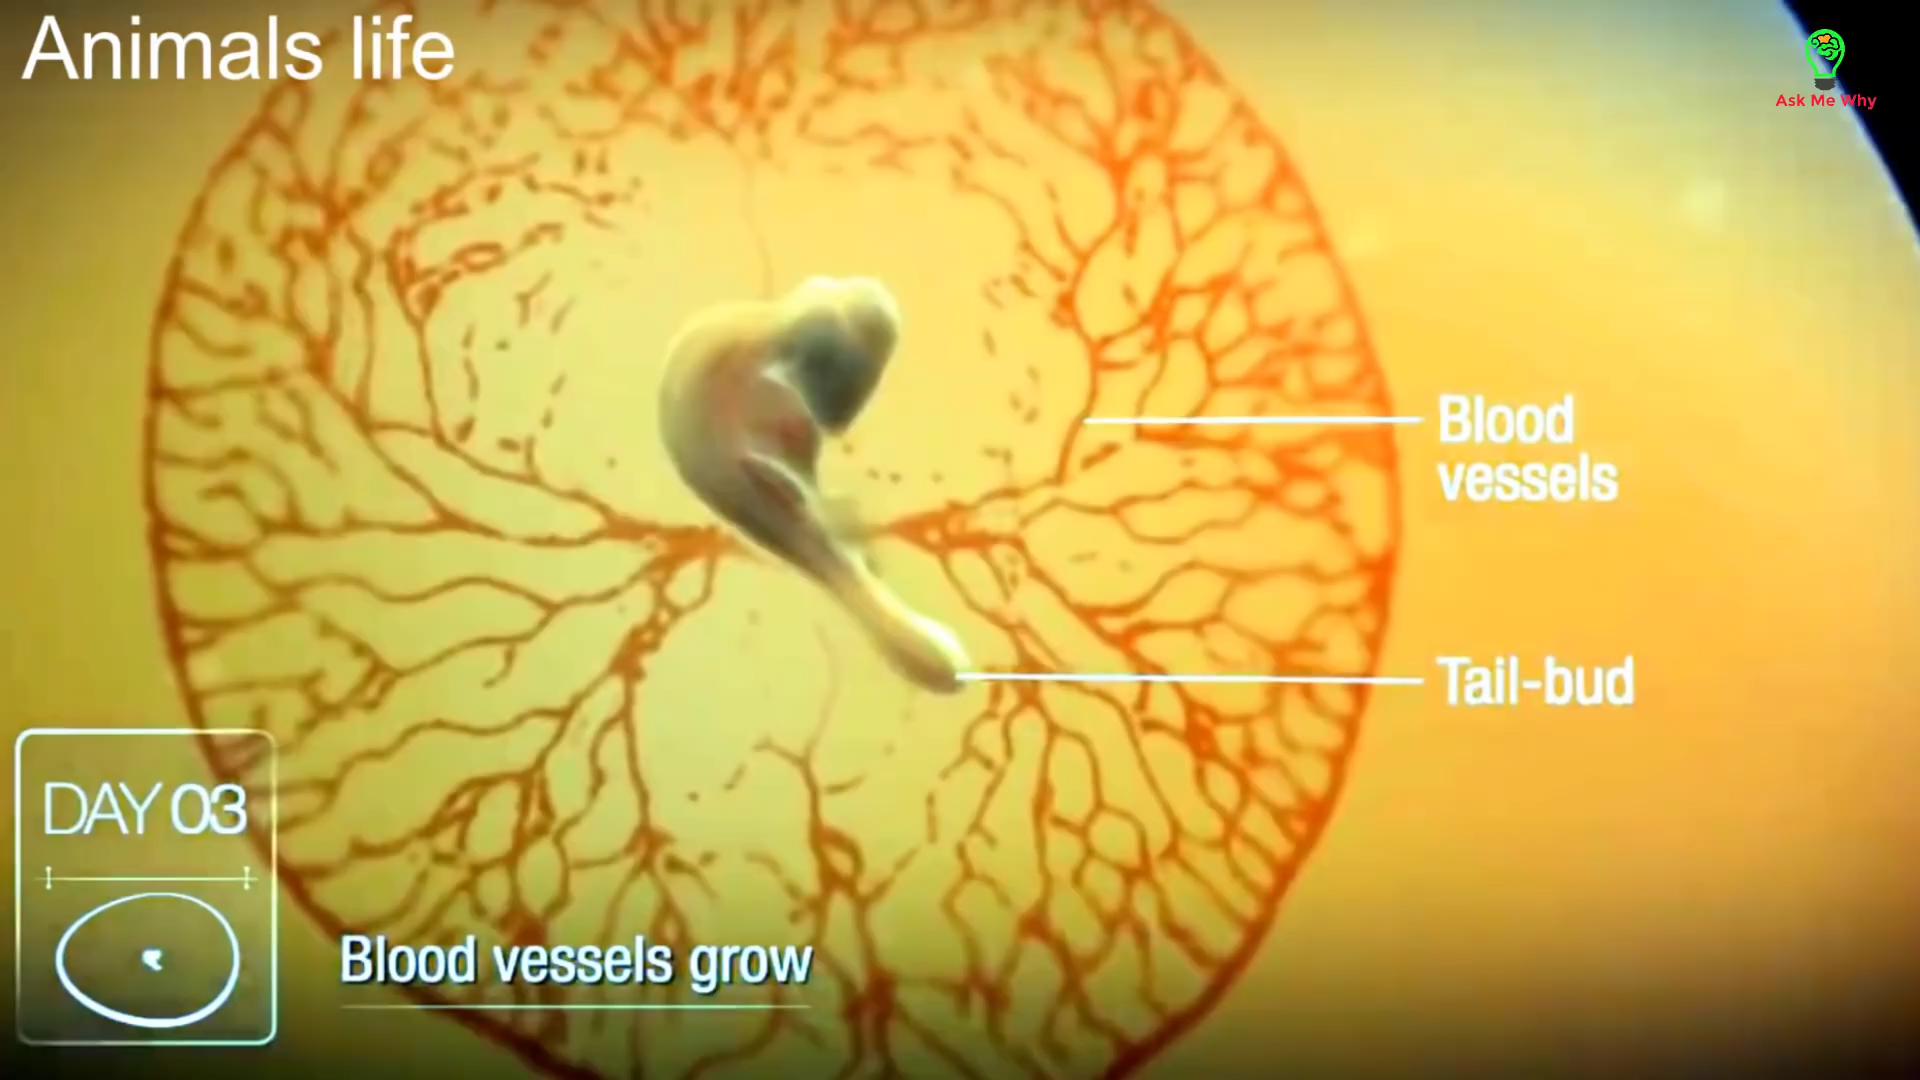 Animals life
Ask Me Why
Blood
vessels
Tail-bud
DAY 03
Blood vessels grow